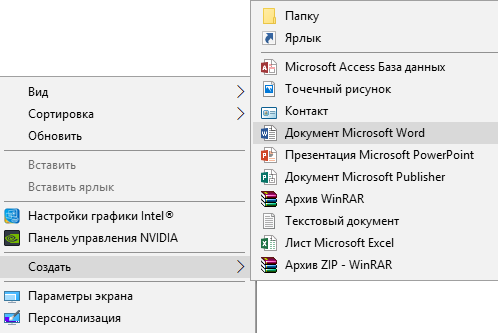 Вид
Сортировка
Обновить
Вставить
Вставить ярлык
Настройки графики Intel®
Панель управления NVIDIA
Создать
Параметры экрана
Персонализация
Папку
Ярлык
Microsoft Access База данных
Точечный рисунок
Контакт
Документ Microsoft Word
Презентация Microsoft PowerPoint
Документ Microsoft Publisher
Архив WinRAR
Текстовый документ
Лист Microsoft Excel
Архив ZIP - WinRAR